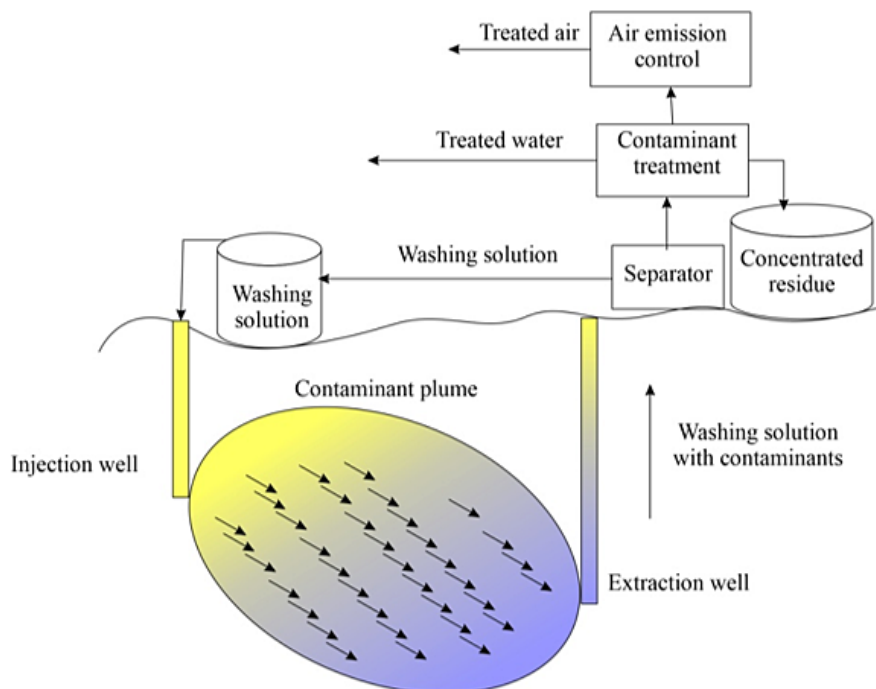 Treated air
Air emission
control
Treated water
Contaminant
treatment
Washing solution
Separator
Concentrated
residue
Washing
solution
Contaminant plume
Injection well
Washing solution
with contaminants
Extraction well